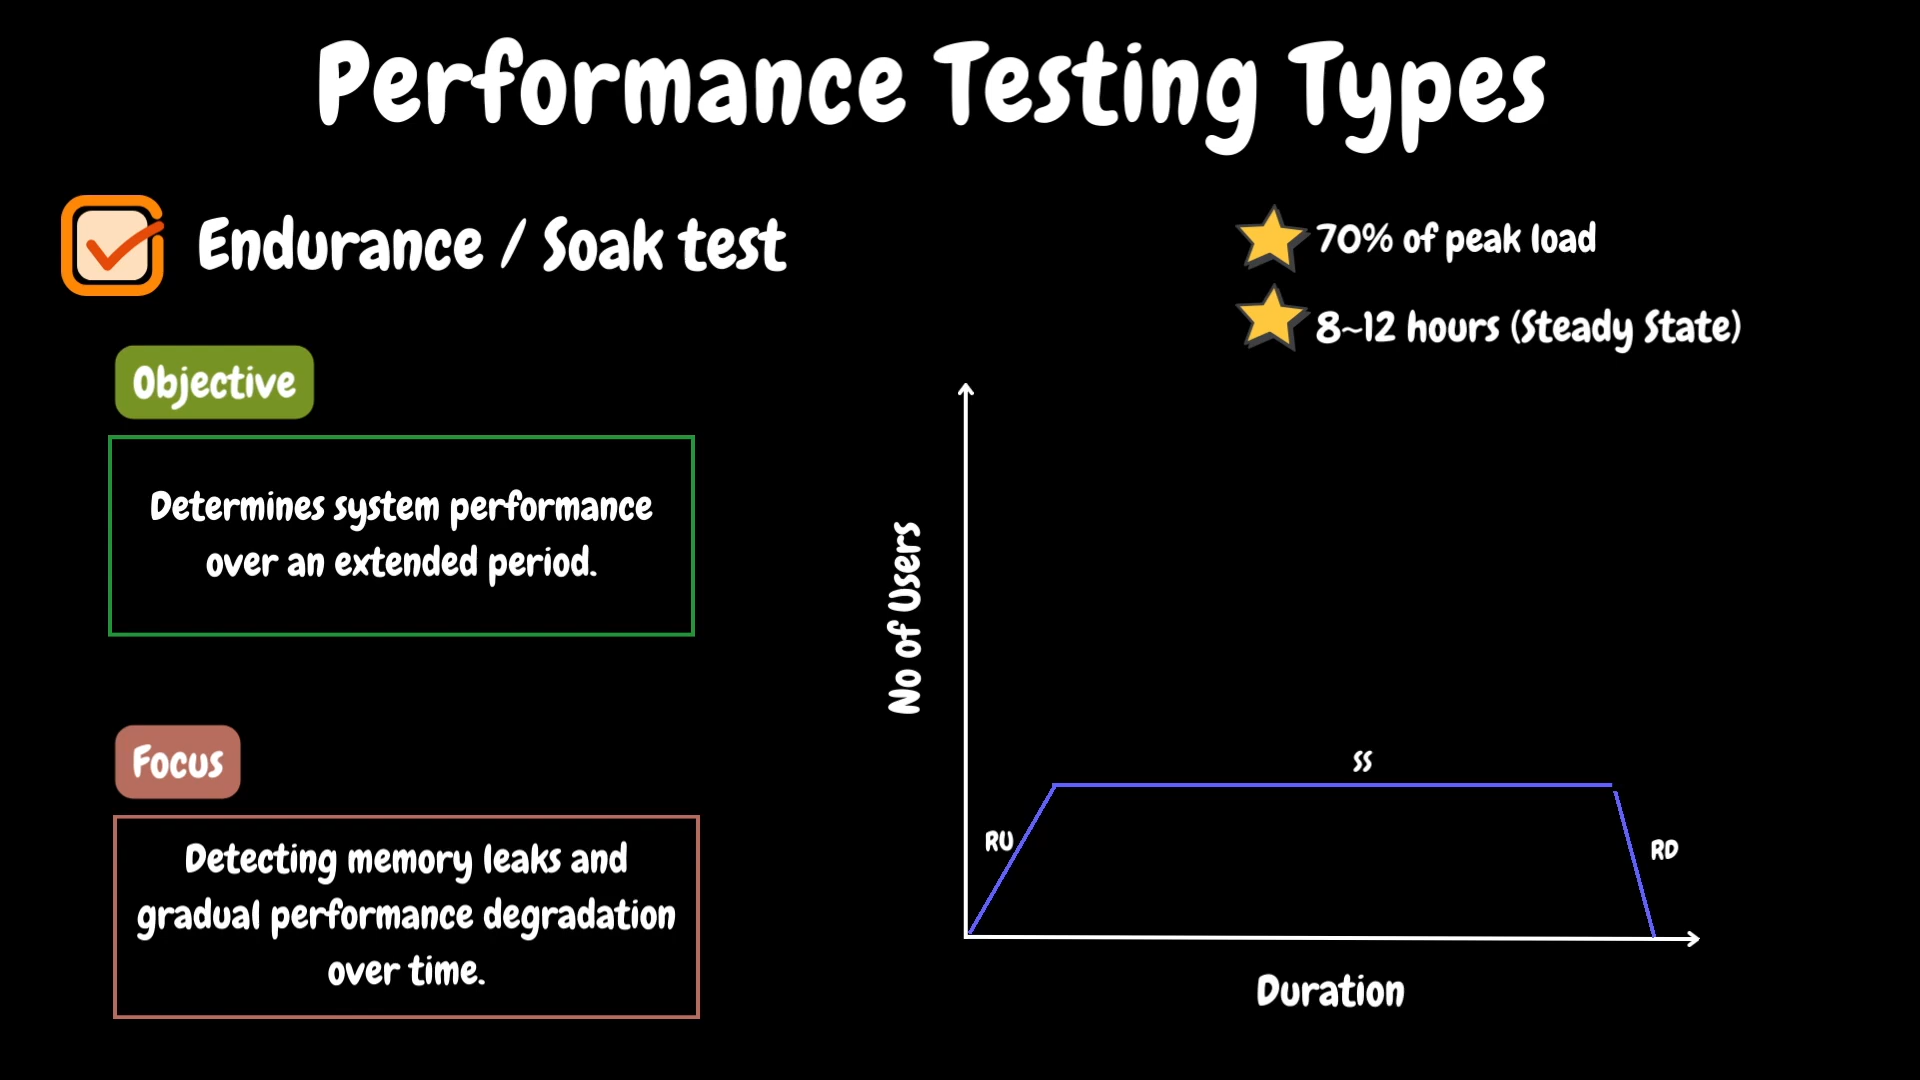 Performance Testing Types
Endurance / Soak test
70% of peak load
8~12 hours (Steady State)
Objective
Determines system performance
over an extended period.
Focus
Detecting memory leaks and
gradual performance degradation
over time.
No of Users
SS
RU
RD
Duration